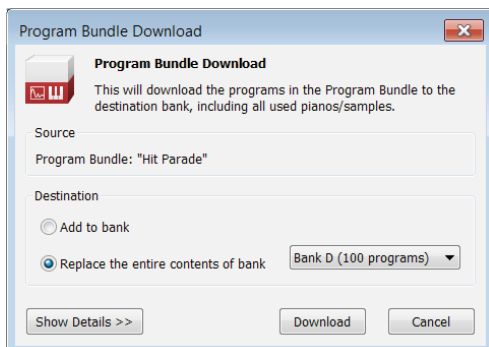 Program Bundle Download
Program Bundle Download
This will download the programs in the Program Bundle to the
destination bank, including all used pianos/samples.
Source
Program Bundle: "Hit Parade"
Destination
Add to bank
Replace the entire contents of bank
Bank D (100 programs)
Show Details >>
Download
Cancel